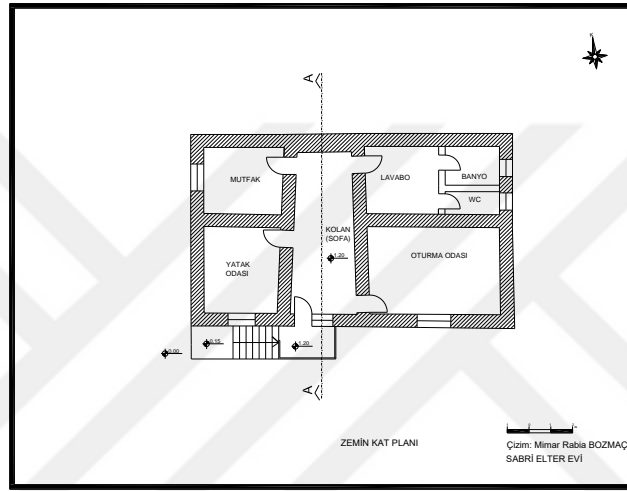 K
A
MUTFAK
LAVABO
BANYO
WC
KOLAN
(SOFA)
1.20
YATAK
ODASI
OTURMA ODASI
0.00
0.15
1.20
A
ZEMİN KAT PLANI
Çizim: Mimar Rabia BOZMAÇ
SABRİ ELTER EVİ